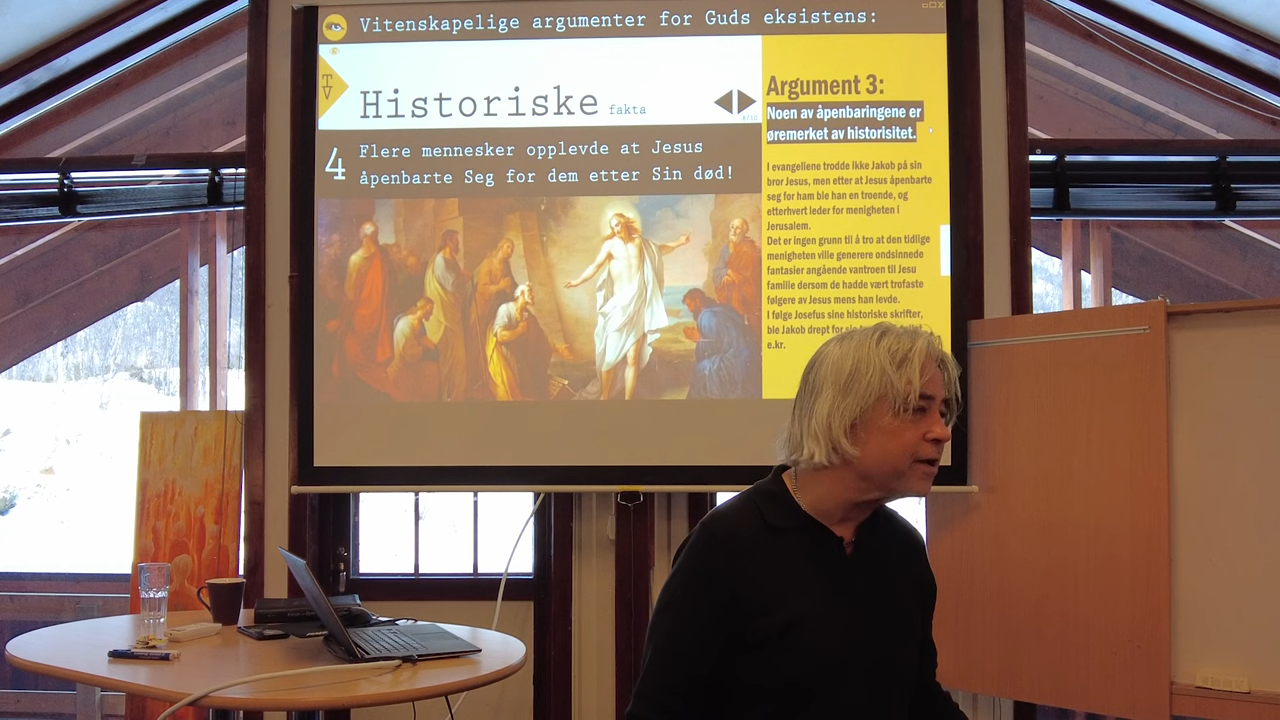 Vitenskapelige argumenter for Guds eksistens:
TV
Historiske fakta
4 Flere mennesker opplevde at Jesus
åpenbarte Seg for dem etter Sin død!
Argument 3:
Noen av åpenbaringene er
øremerket av historisitet.
I evangeliene trodde ikke Jakob på sin
bror Jesus, men etter at Jesus åpenbarte
seg for ham ble han en troende, og
etterhvert leder for menigheten i
Jerusalem.
Det er ingen grunn til å tro at den tidlige
menigheten ville generere ondsinnede
fantasier angående vantroen til Jesu
familie dersom de hadde vært trofaste
følgere av Jesus mens han levde.
I følge Josefus sine historiske skrifter,
ble Jakob drept for
e.kr.